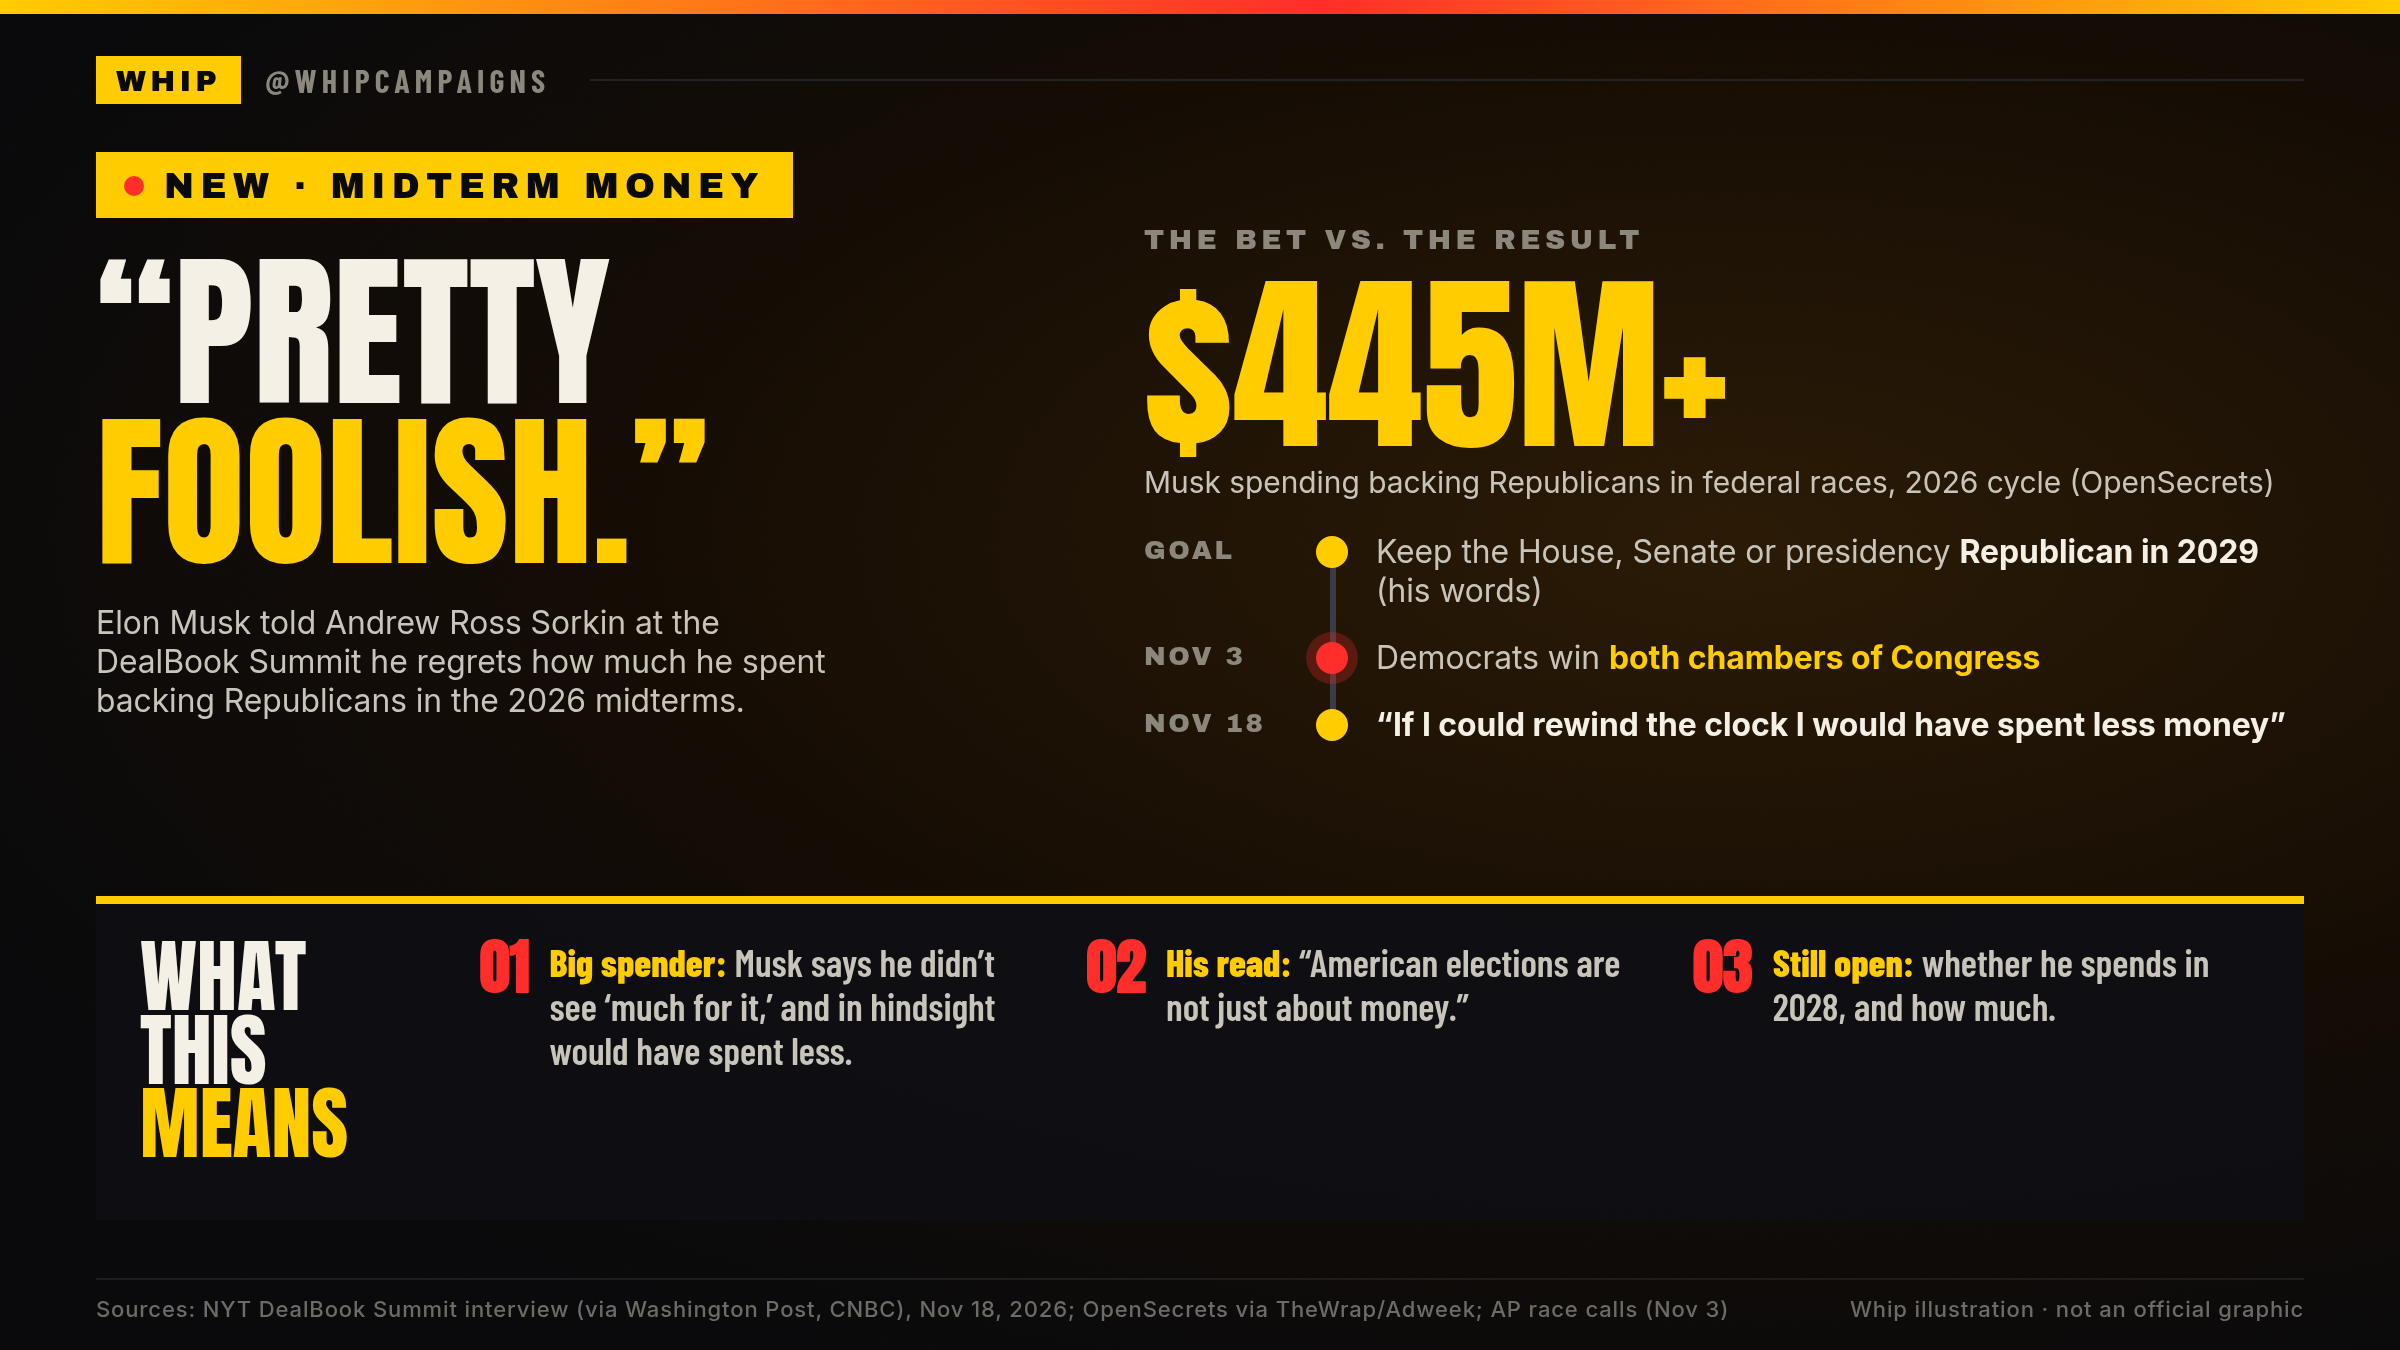 WHIP @WHIPCAMPAIGNS
NEW · MIDTERM MONEY
“PRETTY
FOOLISH.”
Elon Musk told Andrew Ross Sorkin at the
DealBook Summit he regrets how much he spent
backing Republicans in the 2026 midterms.
THE BET VS. THE RESULT
$445M+
Musk spending backing Republicans in federal races, 2026 cycle (OpenSecrets)
GOAL Keep the House, Senate or presidency Republican in 2029
(his words)
NOV 3 Democrats win both chambers of Congress
NOV 18 “If I could rewind the clock I would have spent less money”
WHAT
THIS
MEANS
01 Big spender: Musk says he didn’t
see ‘much for it,’ and in hindsight
would have spent less.
02 His read: “American elections are
not just about money.”
03 Still open: whether he spends in
2028, and how much.
Sources: NYT DealBook Summit interview (via Washington Post, CNBC), Nov 18, 2026; OpenSecrets via TheWrap/Adweek; AP race calls (Nov 3)
Whip illustration · not an official graphic